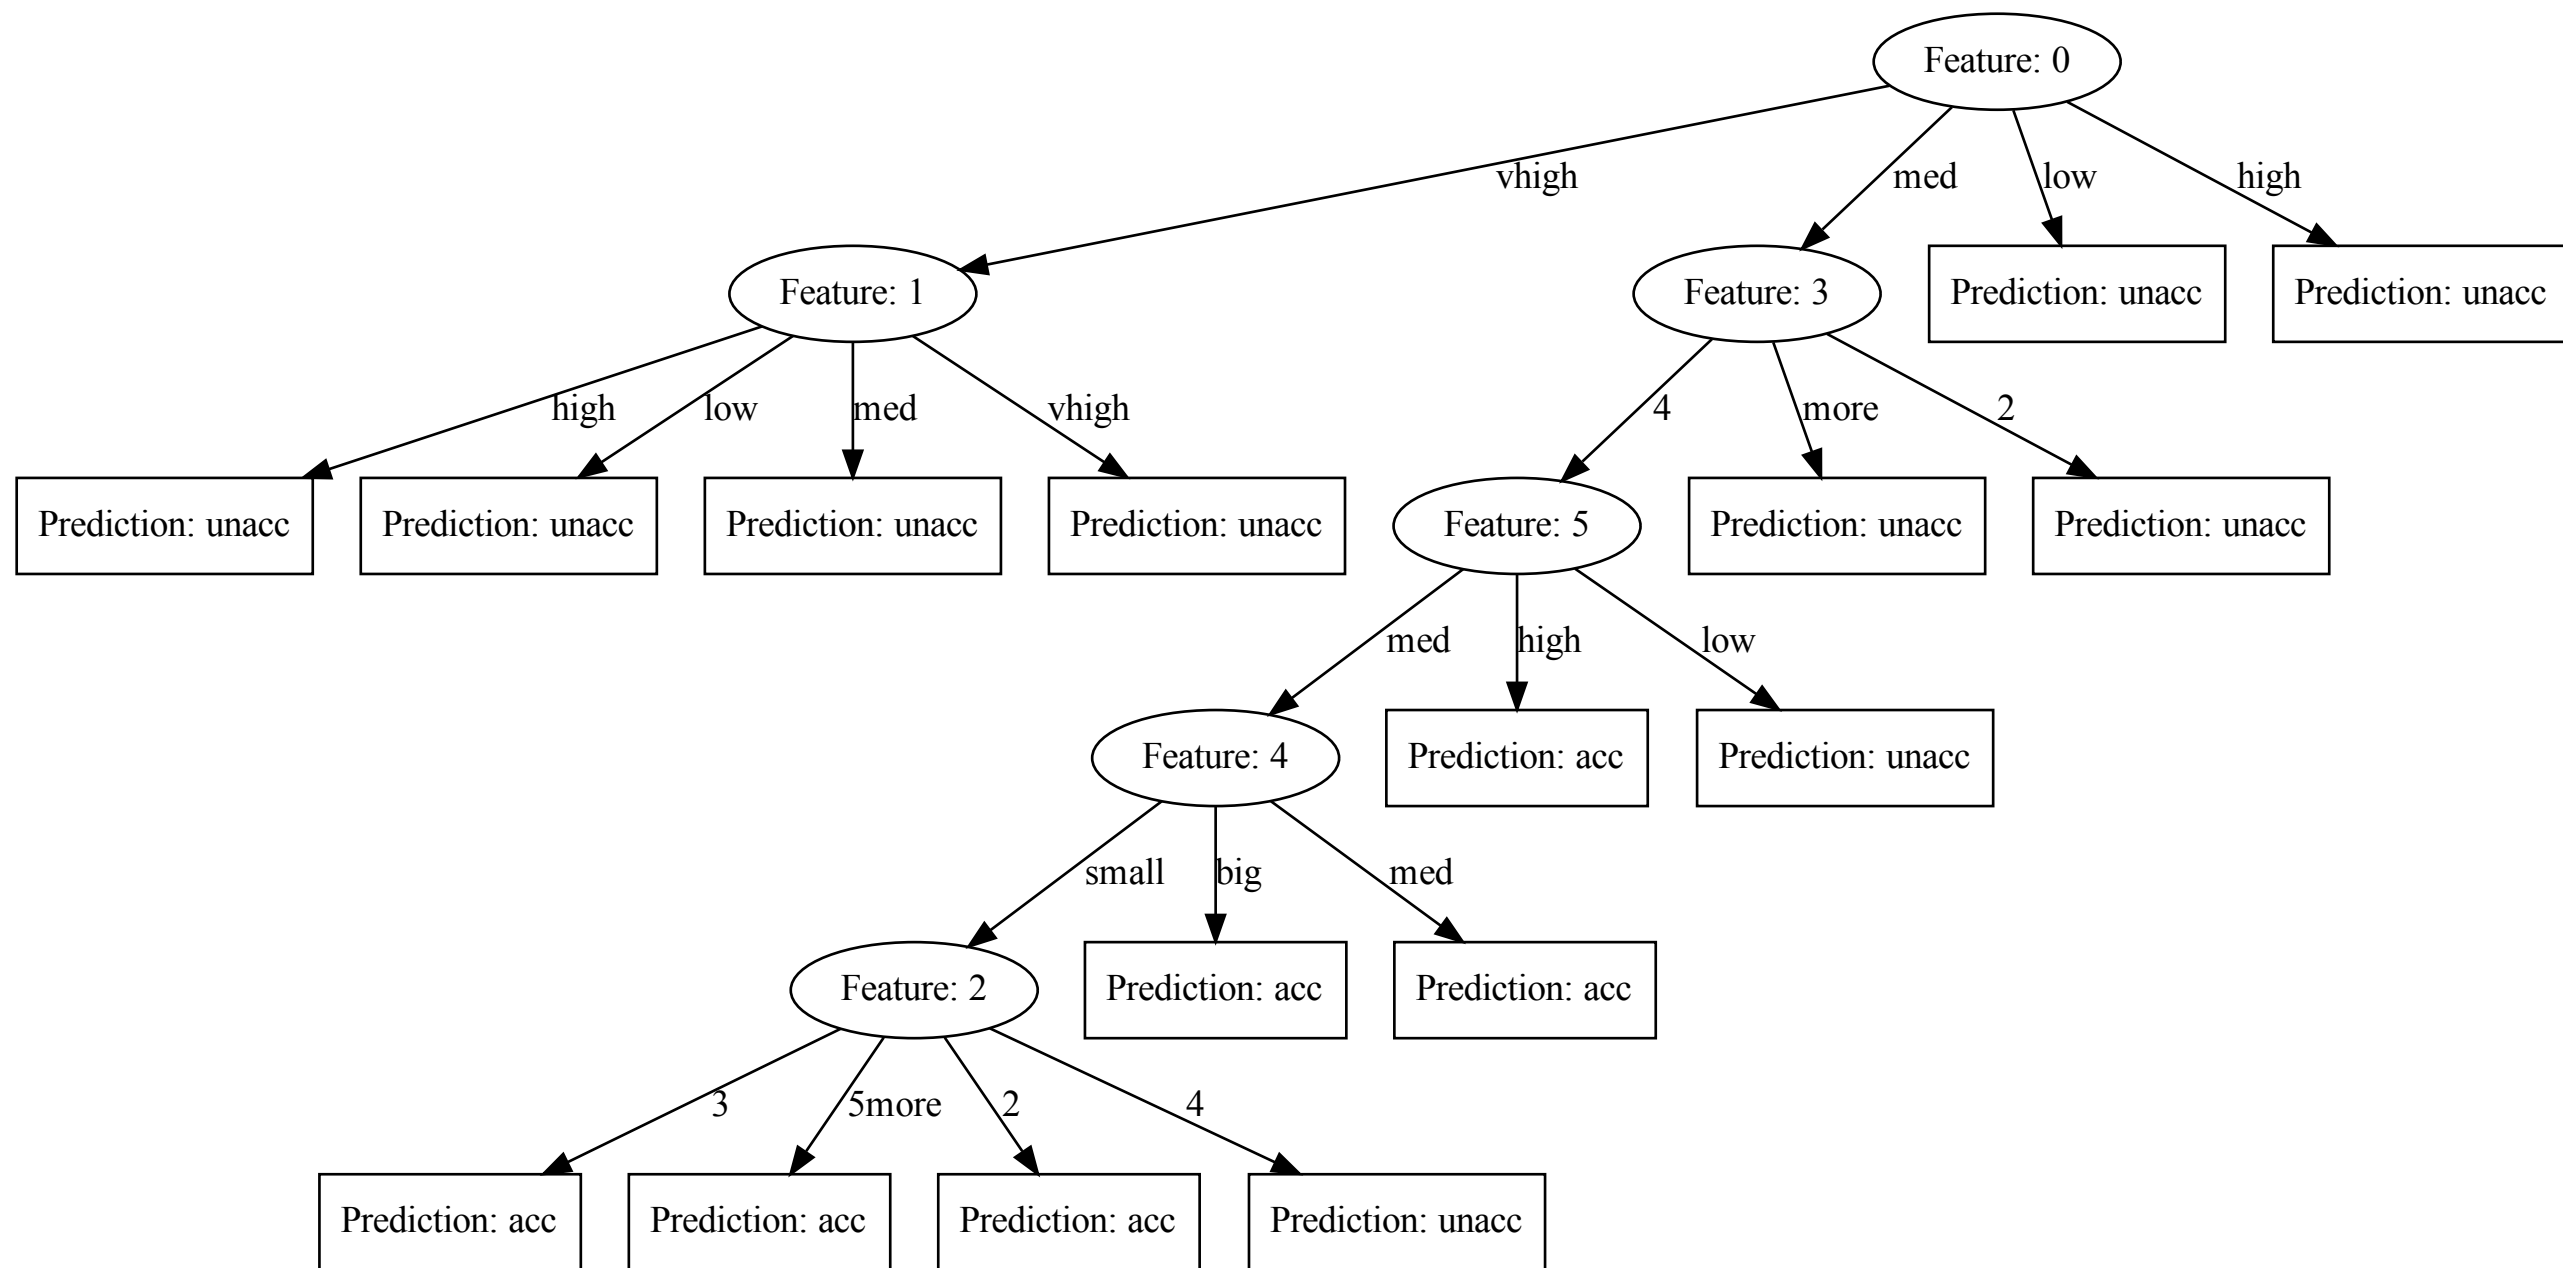 Feature: 0
vhigh
med
low
high
Feature: 1
Feature: 3
Prediction: unacc
Prediction: unacc
high
low
med
vhigh
4
more
2
Prediction: unacc
Prediction: unacc
Prediction: unacc
Prediction: unacc
Feature: 5
Prediction: unacc
Prediction: unacc
med
high
low
Feature: 4
Prediction: acc
Prediction: unacc
small
big
med
Feature: 2
Prediction: acc
Prediction: acc
3
5more
2
4
Prediction: acc
Prediction: acc
Prediction: acc
Prediction: unacc